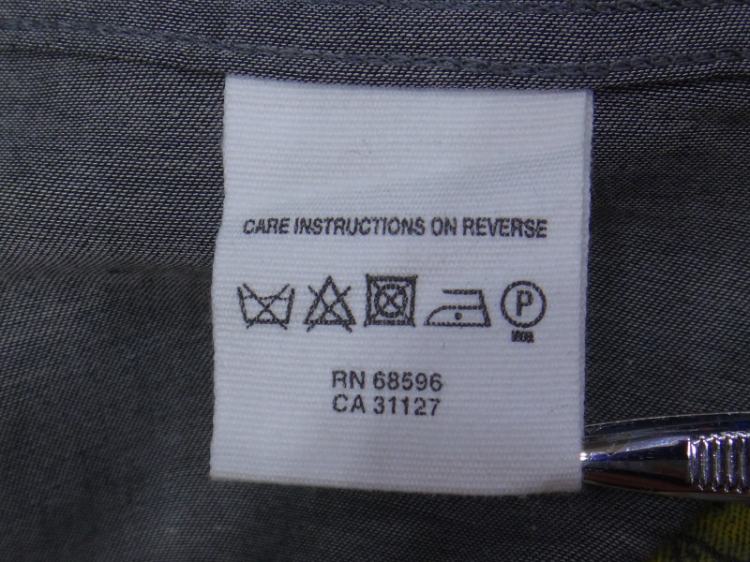 CARE INSTRUCTIONS ON REVERSE
P
RN 68596
CA 31127